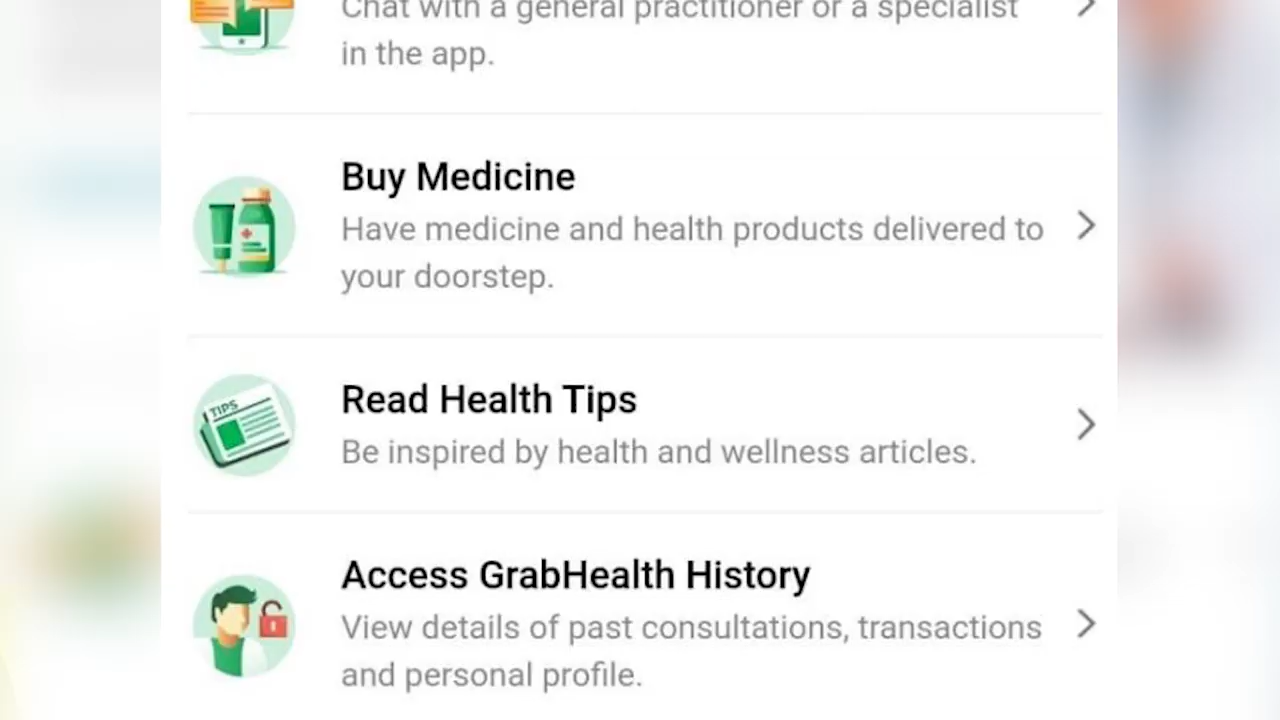 Chat with a general practitioner or a specialist
in the app.
Buy Medicine
Have medicine and health products delivered to
your doorstep.
TIPS
Read Health Tips
Be inspired by health and wellness articles.
Access GrabHealth History
View details of past consultations, transactions
and personal profile.